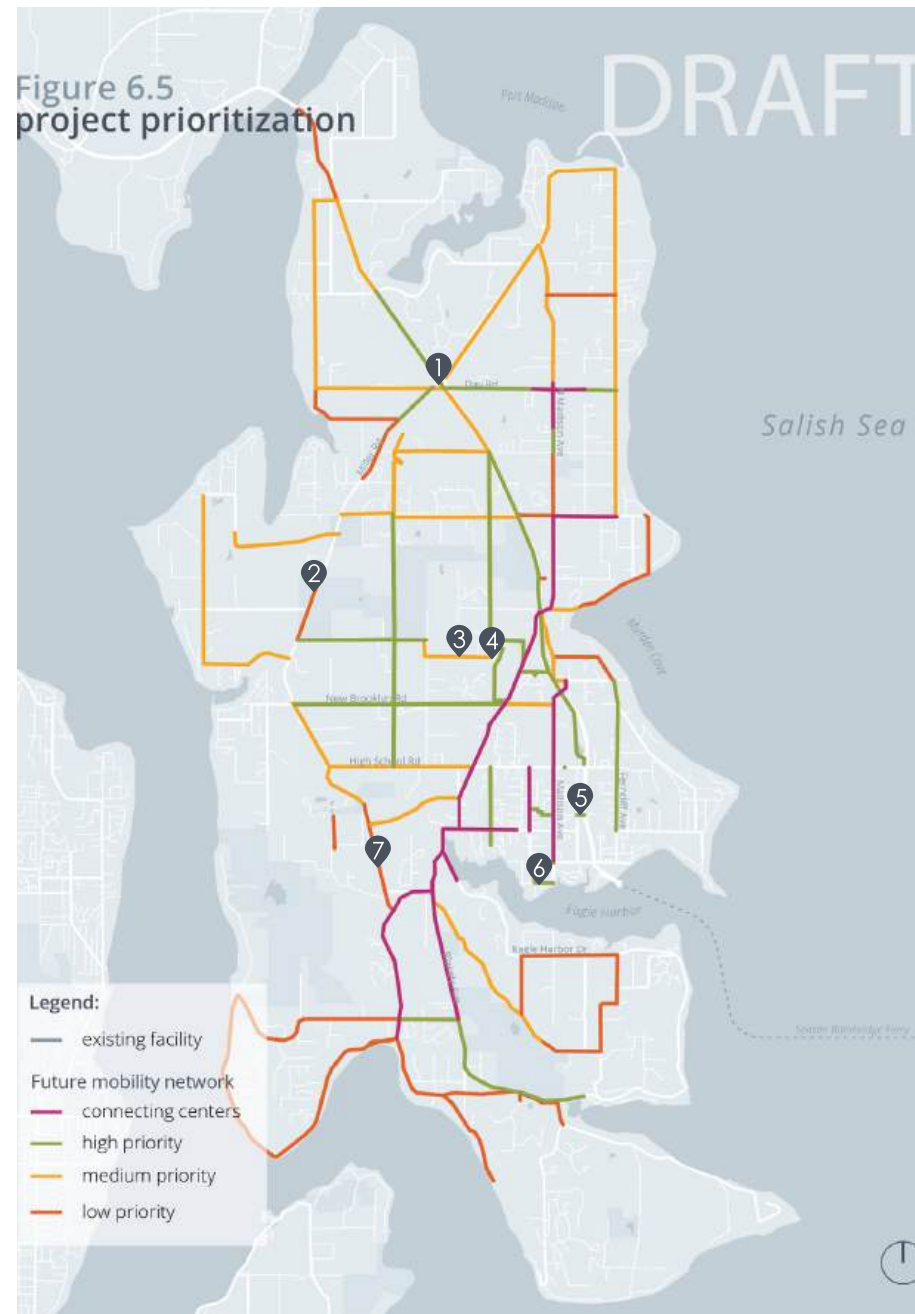 Figure 6.5
project prioritization
DRAFT
Port Madison
1
Day Rd
N Madison Ave
Salish Sea
Miller Rd
2
3
4
Murden Cove
New Brooklyn Rd
High School Rd
5
Madison Ave
Ferncliff Ave
7
6
Eagle Harbor
Eagle Harbor Dr
Seattle Bainbridge Ferry
Legend:
existing facility
Future mobility network
connecting centers
high priority
medium priority
low priority